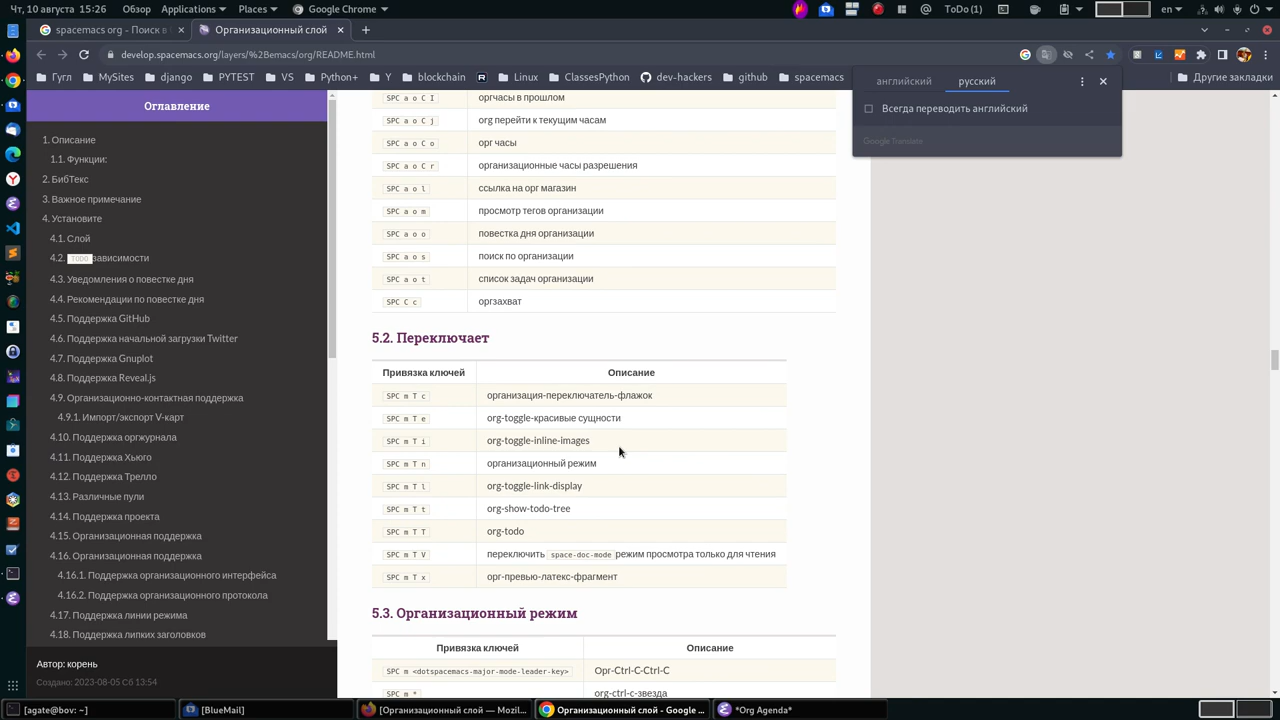 Чт, 10 августа 15:26
Desktop
About
Applications
Places
Google Chrome
ToDo(1)
en
spacemacs org - Поиск в
Организационный слой
develop.spacemacs.org/layers/%2Bemacs/org/README.html
Гугл
MySites
django
PYTEST
VS
Python+
Y
blockchain
Linux
ClassesPython
dev-hackers
github
spacemacs
Другие закладки
английский
русский
Всегда переводить английский
Google Translate
Оглавление
1. Описание
1.1. Функции:
2. БибТекс
3. Важное примечание
4. Установите
4.1. Слой
4.2. TODO зависимости
4.3. Уведомления о повестке дня
4.4. Рекомендации по повестке дня
4.5. Поддержка GitHub
4.6. Поддержка начальной загрузки Twitter
4.7. Поддержка Gnuplot
4.8. Поддержка Reveal.js
4.9. Организационно-контактная поддержка
4.9.1. Импорт/экспорт V-карт
4.10. Поддержка оргжурнала
4.11. Поддержка Хьюго
4.12. Поддержка Трелло
4.13. Различные пули
4.14. Поддержка проекта
4.15. Организационная поддержка
4.16. Организационная поддержка
4.16.1. Поддержка организационного интерфейса
4.16.2. Поддержка организационного протокола
4.17. Поддержка линии режима
4.18. Поддержка липких заголовков
Автор: корень
Создано: 2023-08-05 Сб 13:54
SPC a o C I оргчасы в прошлом
SPC a o C j org перейти к текущим часам
SPC a o C o орг часы
SPC a o C r организационные часы разрешения
SPC a o l ссылка на орг магазин
SPC a o m просмотр тегов организации
SPC a o o повестка дня организации
SPC a o s поиск по организации
SPC a o t список задач организации
SPC C c оргзахват
5.2. Переключает
Привязка ключей Описание
SPC m T c организация-переключатель-флажок
SPC m T e org-toggle-красивые сущности
SPC m T i org-toggle-inline-images
SPC m T n организационный режим
SPC m T l org-toggle-link-display
SPC m T t org-show-todo-tree
SPC m T T org-todo
SPC m T V переключить space-doc-mode режим просмотра только для чтения
SPC m T x орг-превью-латекс-фрагмент
5.3. Организационный режим
Привязка ключей Описание
SPC m <dotspacemacs-major-mode-leader-key> Орг-Ctrl-C-Ctrl-C
SPC m * org-ctrl-c-звезда
[agate@bov: ~]
[BlueMail]
[Организационный слой — Mozil...
Организационный слой - Google ...
*Org Agenda*